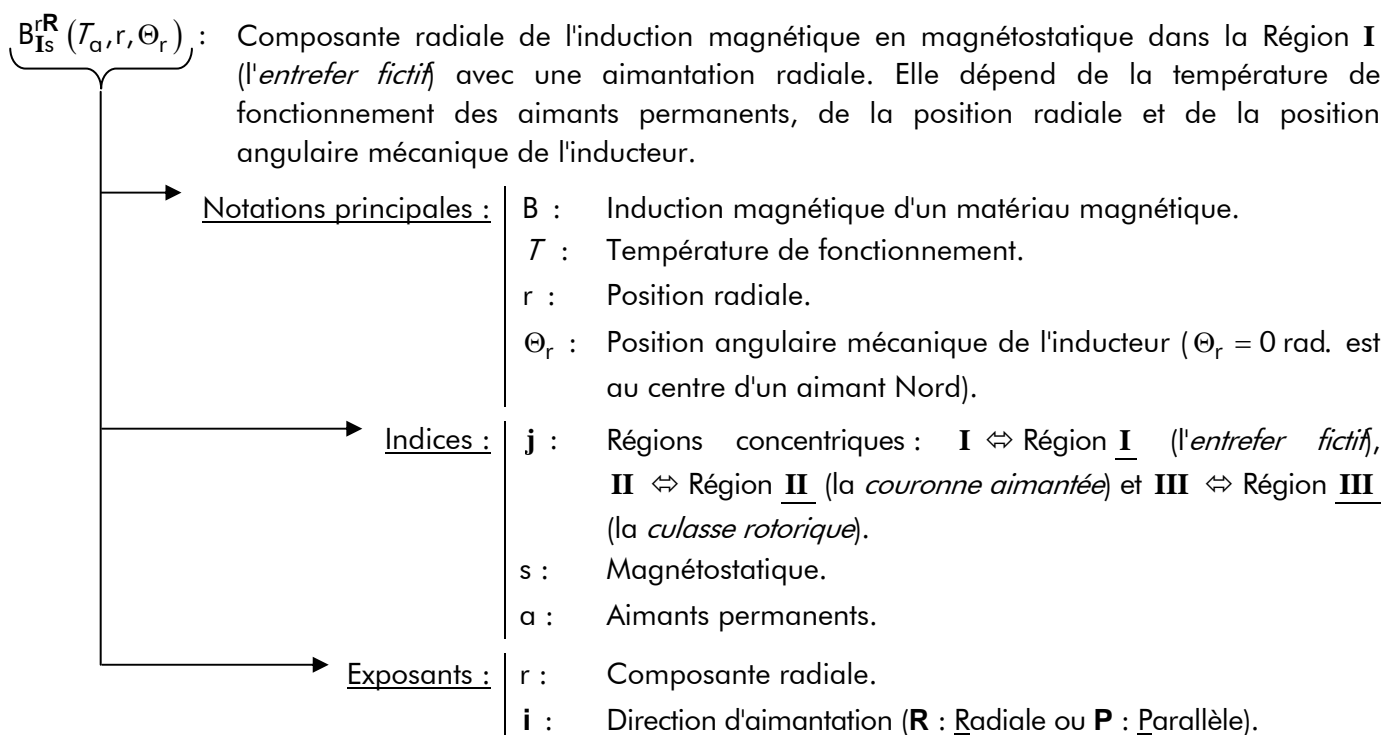 B_Is^rR (T_a, r, Θ_r) : Composante radiale de l'induction magnétique en magnétostatique dans la Région I
(l'entrefer fictif) avec une aimantation radiale. Elle dépend de la température de
fonctionnement des aimants permanents, de la position radiale et de la position
angulaire mécanique de l'inducteur.
Notations principales : B : Induction magnétique d'un matériau magnétique.
T : Température de fonctionnement.
r : Position radiale.
Θ_r : Position angulaire mécanique de l'inducteur ( Θ_r = 0 rad. est
au centre d'un aimant Nord).
Indices : j : Régions concentriques : I ⇔ Région I (l'entrefer fictif),
II ⇔ Région II (la couronne aimantée) et III ⇔ Région III
(la culasse rotorique).
s : Magnétostatique.
a : Aimants permanents.
Exposants : r : Composante radiale.
i : Direction d'aimantation (R : Radiale ou P : Parallèle).